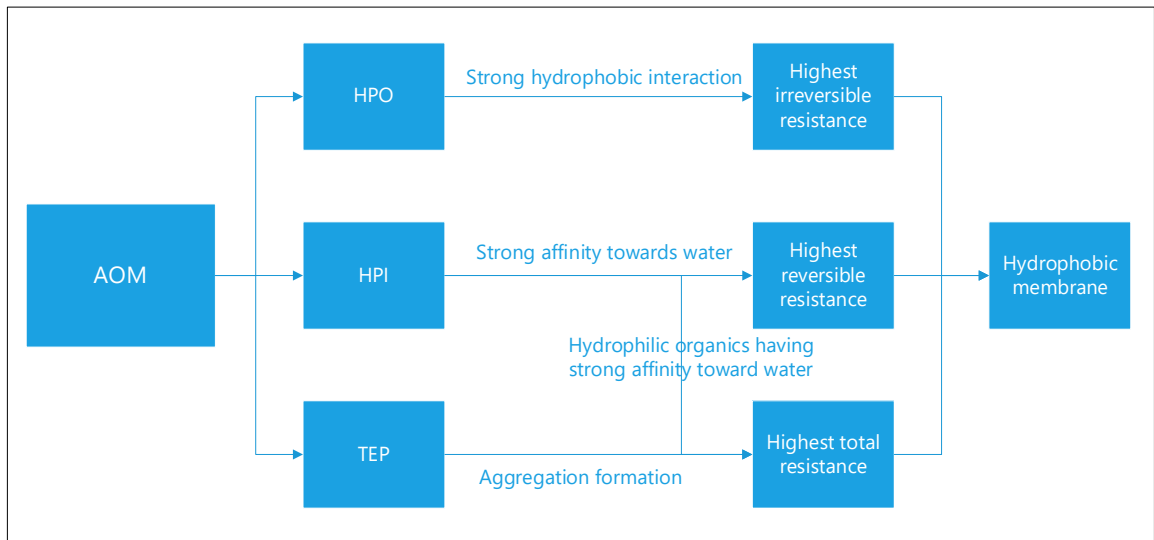 HPO
Strong hydrophobic interaction
Highest
irreversible
resistance
AOM
HPI
Strong affinity towards water
Highest
reversible
resistance
Hydrophobic
membrane
Hydrophilic organics having
strong affinity toward water
TEP
Aggregation formation
Highest total
resistance